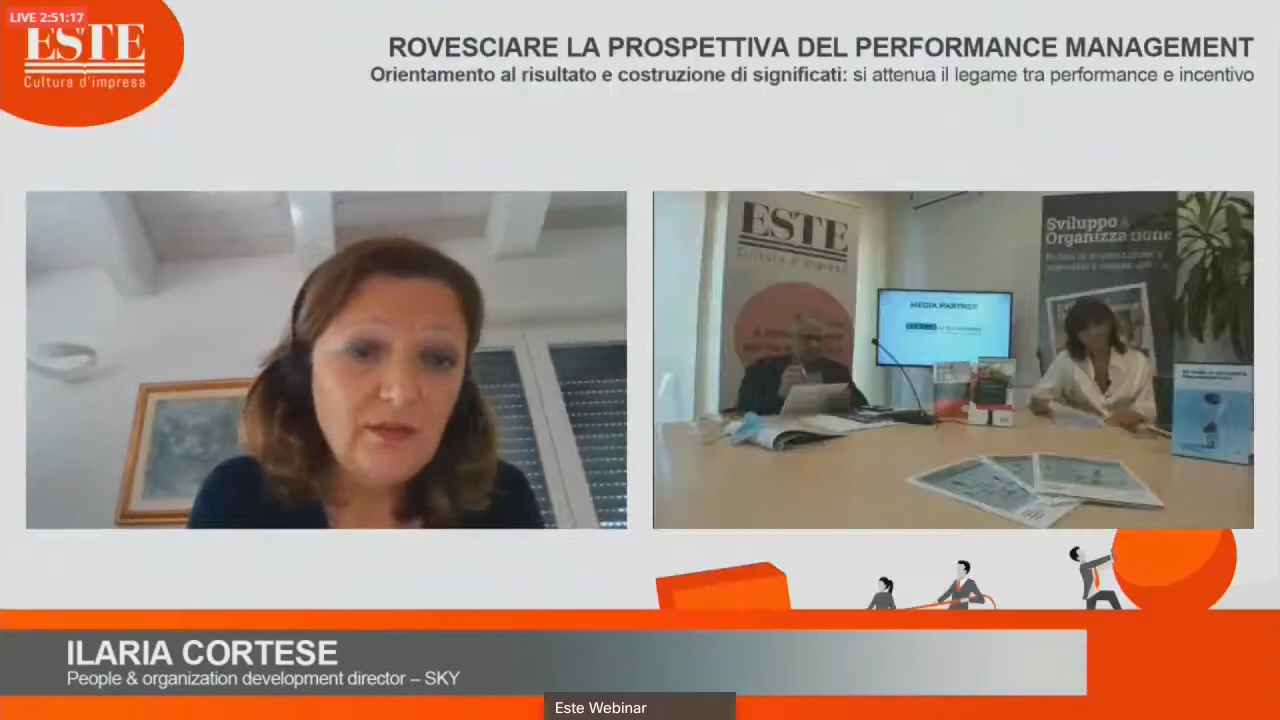 LIVE 2:51:17
ESTE
Cultura d'impresa
ROVESCIARE LA PROSPETTIVA DEL PERFORMANCE MANAGEMENT
Orientamento al risultato e costruzione di significati: si attenua il legame tra performance e incentivo
ESTE
Cultura d'impresa
MEDIA PARTNER
Sviluppo &
Organizzazione
ILARIA CORTESE
People & organization development director – SKY
Este Webinar